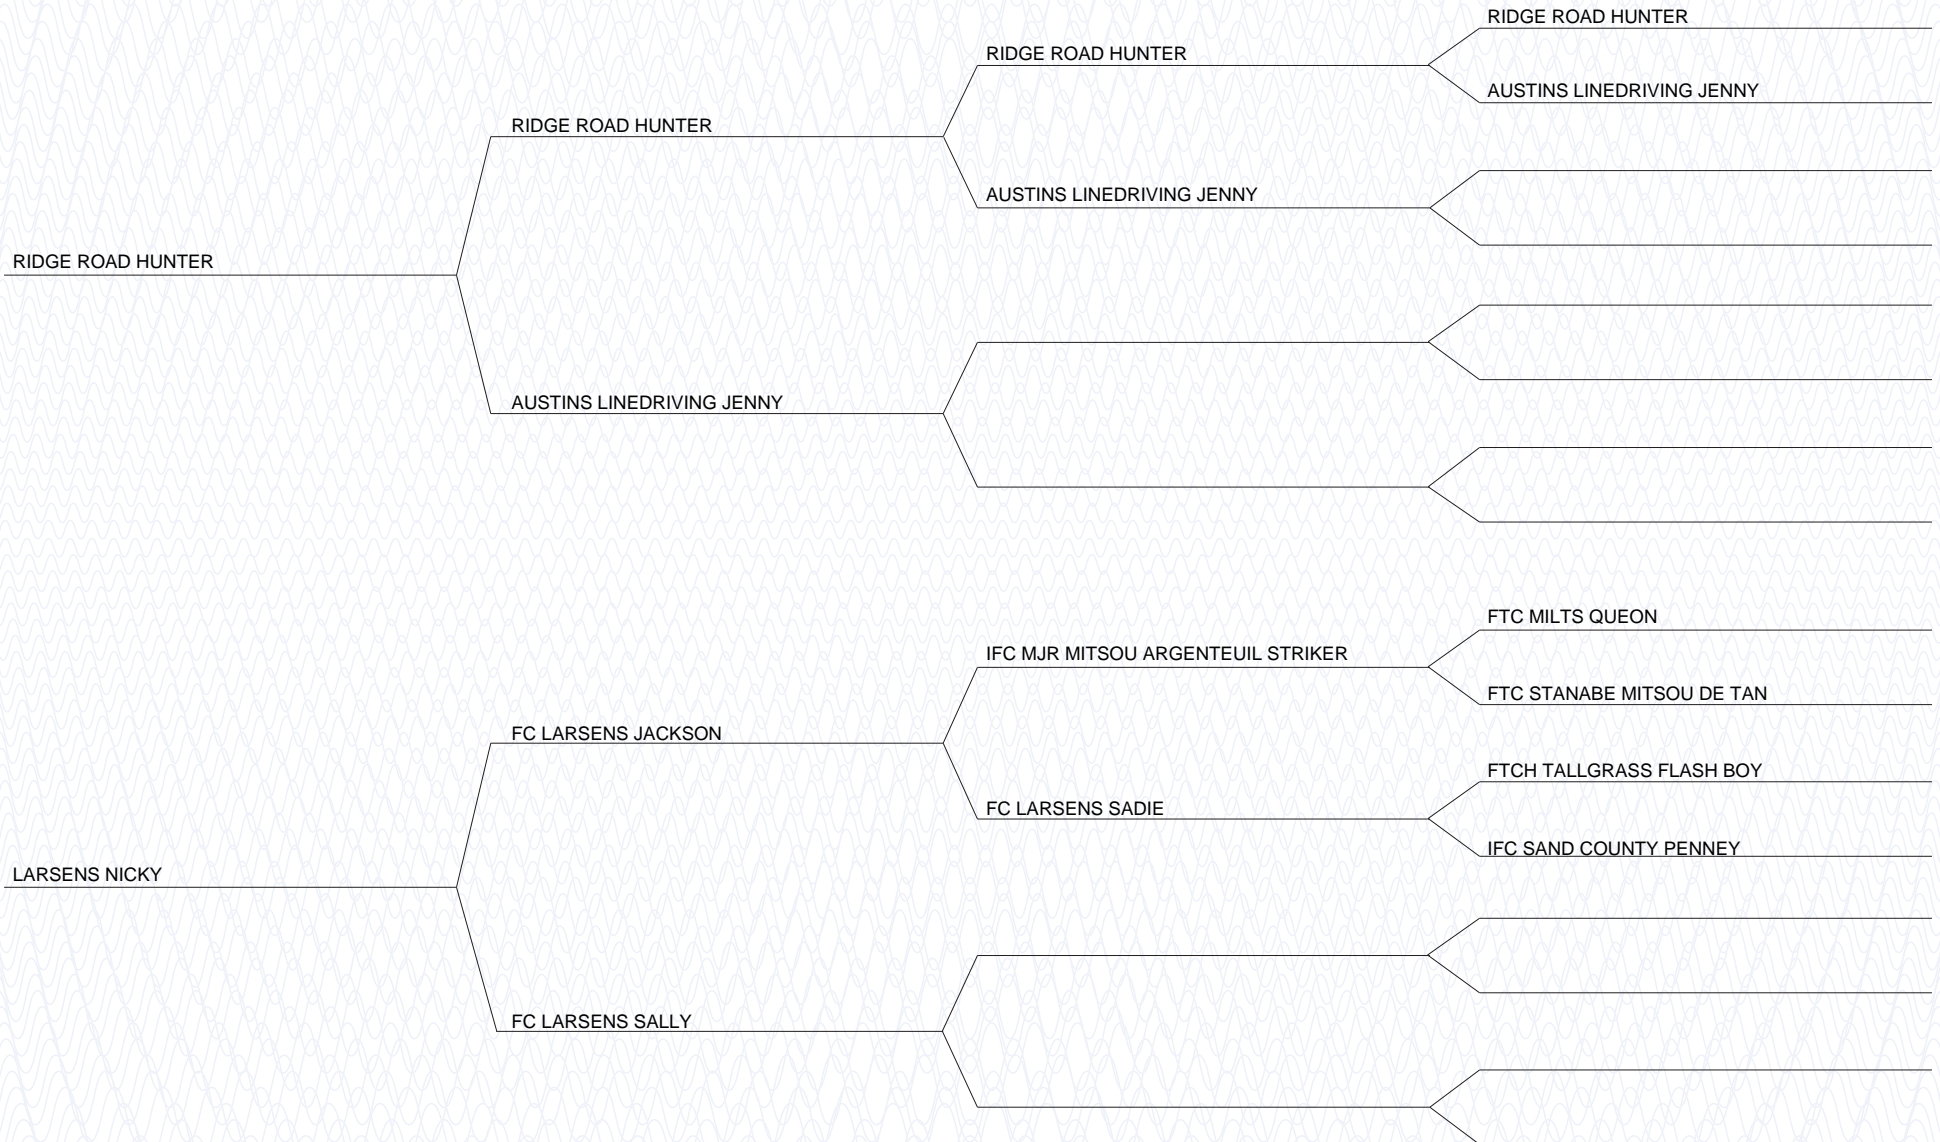 RIDGE ROAD HUNTER
RIDGE ROAD HUNTER
RIDGE ROAD HUNTER
RIDGE ROAD HUNTER
AUSTINS LINEDRIVING JENNY
AUSTINS LINEDRIVING JENNY
AUSTINS LINEDRIVING JENNY
LARSENS NICKY
FC LARSENS JACKSON
IFC MJR MITSOU ARGENTEUIL STRIKER
FTC MILTS QUEON
FTC STANABE MITSOU DE TAN
FC LARSENS SADIE
FTCH TALLGRASS FLASH BOY
IFC SAND COUNTY PENNEY
FC LARSENS SALLY